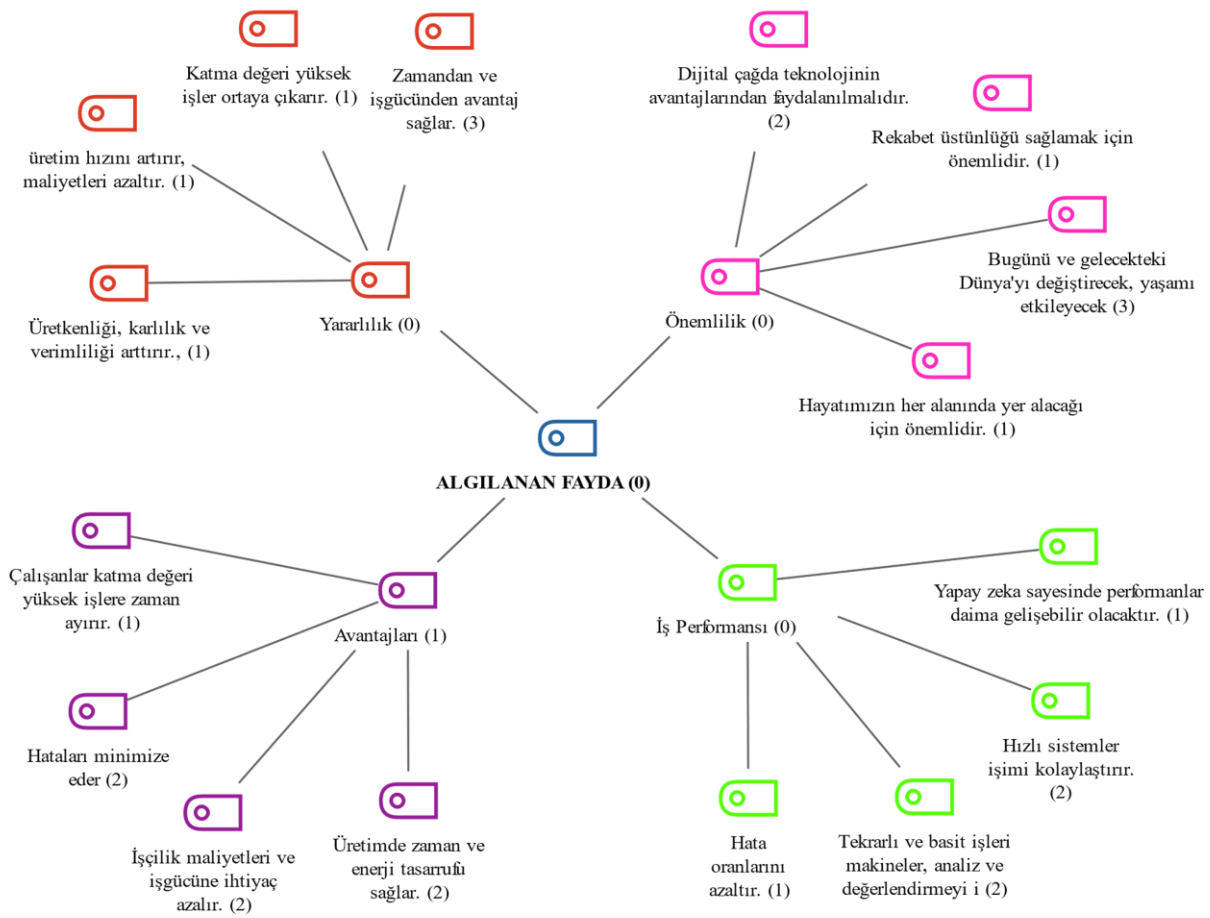 Katma değeri yüksek
işler ortaya çıkarır. (1)
Zamandan ve
işgücünden avantaj
sağlar. (3)
üretim hızını artırır,
maliyetleri azaltır. (1)
Üretkenliği, karlılık ve
verimliliği arttırır., (1)
Yararlılık (0)
Dijital çağda teknolojinin
avantajlarından faydalanılmalıdır.
(2)
Rekabet üstünlüğü sağlamak için
önemlidir. (1)
Bugünü ve gelecekteki
Dünya'yı değiştirecek, yaşamı
etkileyecek (3)
Önemlilik (0)
Hayatımızın her alanında yer alacağı
için önemlidir. (1)
ALGILANAN FAYDA (0)
Çalışanlar katma değeri
yüksek işlere zaman
ayırır. (1)
Avantajları (1)
Hataları minimize
eder (2)
İşçilik maliyetleri ve
işgücüne ihtiyaç
azalır. (2)
Üretimde zaman ve
enerji tasarrufu
sağlar. (2)
İş Performansı (0)
Yapay zeka sayesinde performanlar
daima gelişebilir olacaktır. (1)
Hızlı sistemler
işimi kolaylaştırır.
(2)
Hata
oranlarını
azaltır. (1)
Tekrarlı ve basit işleri
makineler, analiz ve
değerlendirmeyi i (2)